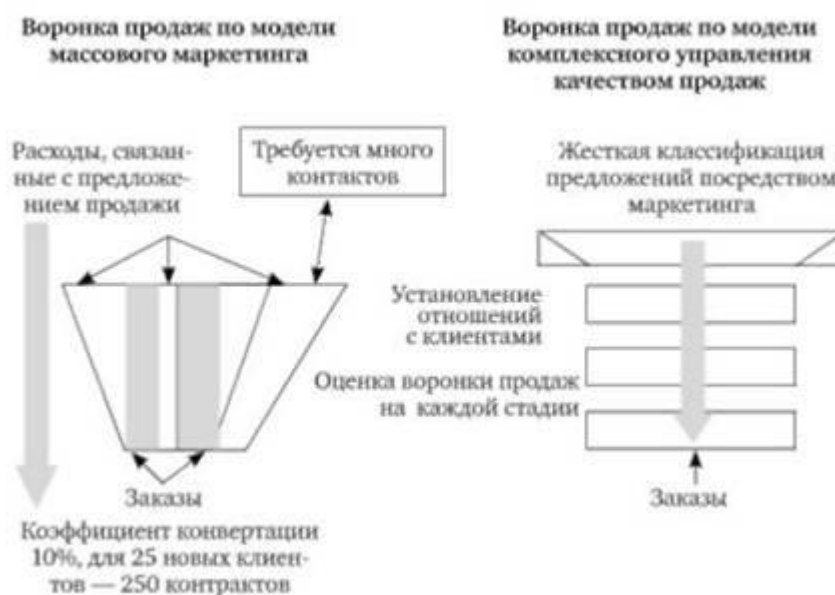 Воронка продаж по модели
массового маркетинга
Воронка продаж по модели
комплексного управления
качеством продаж
Расходы, связан-
ные с предложе-
нием продажи
Требуется много
контактов
Жесткая классификация
предложений посредством
маркетинга
Установление
отношений
с клиентами
Оценка воронки продаж
на каждой стадии
Заказы
Заказы
Коэффициент конвертации
10%, для 25 новых клиен-
тов — 250 контрактов